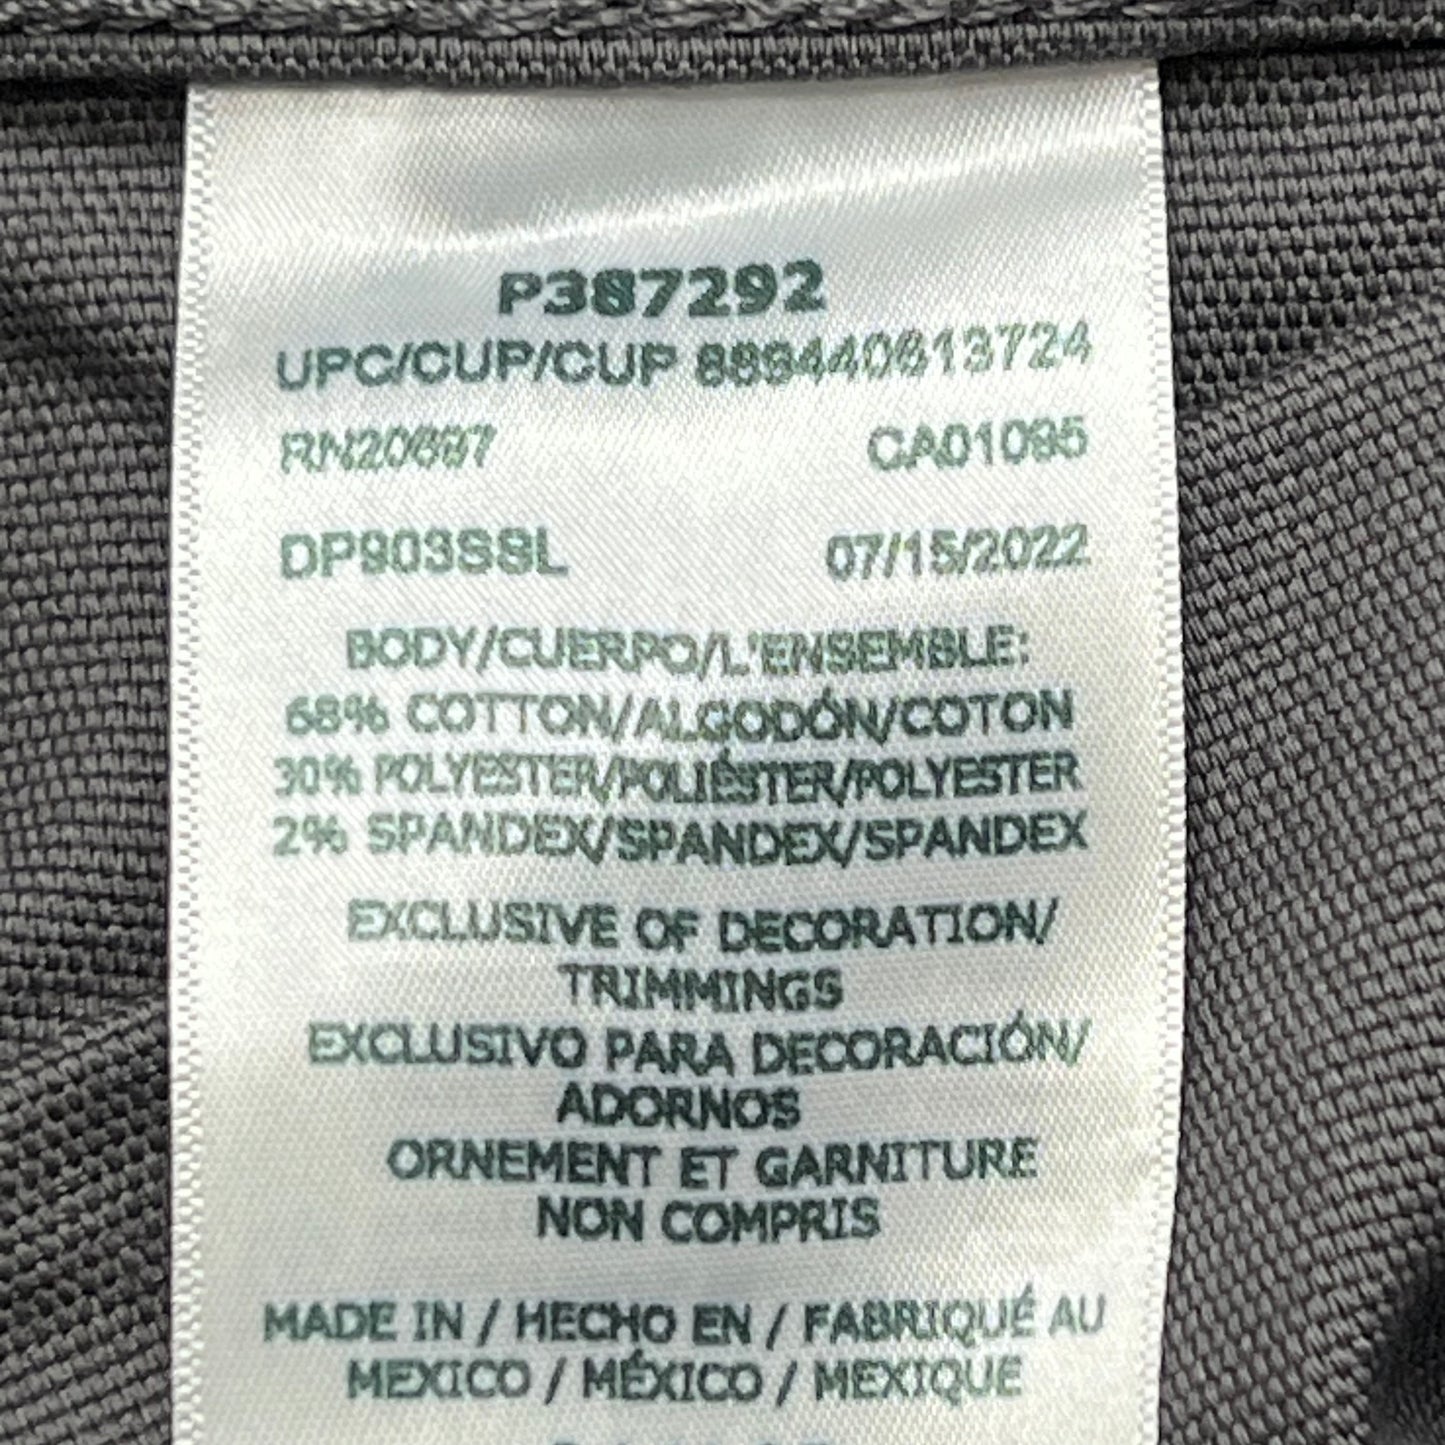 P387292
UPC/CUP/CUP 889440613724
RN20697 CA01095
DP903SSL 07/15/2022
BODY/CUERPO/L'ENSEMBLE:
68% COTTON/ALGODÓN/COTON
30% POLYESTER/POLIÉSTER/POLYESTER
2% SPANDEX/SPANDEX/SPANDEX
EXCLUSIVE OF DECORATION/
TRIMMINGS
EXCLUSIVO PARA DECORACIÓN/
ADORNOS
ORNEMENT ET GARNITURE
NON COMPRIS
MADE IN / HECHO EN / FABRIQUÉ AU
MEXICO / MÉXICO / MEXIQUE